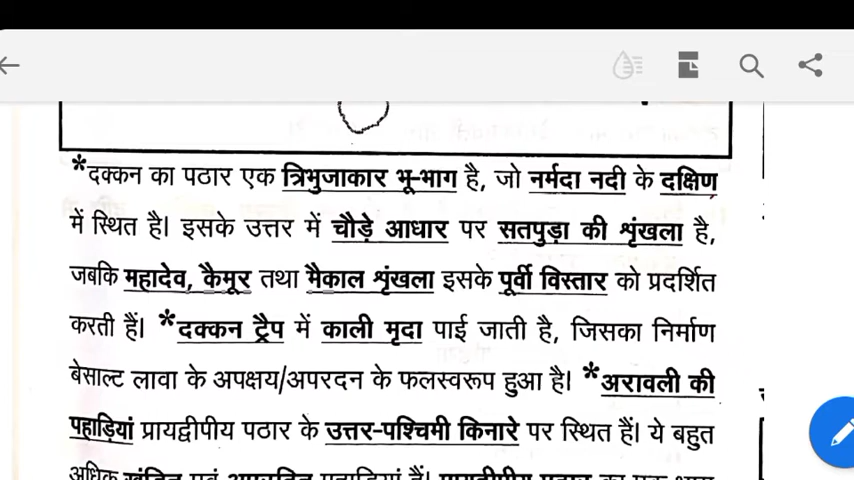 *दक्कन का पठार एक त्रिभुजाकार भू-भाग है, जो नर्मदा नदी के दक्षिण
में स्थित है। इसके उत्तर में चौड़े आधार पर सतपुड़ा की शृंखला है,
जबकि महादेव, कैमूर तथा मैकाल शृंखला इसके पूर्वी विस्तार को प्रदर्शित
करती हैं। *दक्कन ट्रैप में काली मृदा पाई जाती है, जिसका निर्माण
बेसाल्ट लावा के अपक्षय/अपरदन के फलस्वरूप हुआ है। *अरावली की
पहाड़ियां प्रायद्वीपीय पठार के उत्तर-पश्चिमी किनारे पर स्थित हैं। ये बहुत
अधिक खंडित एवं